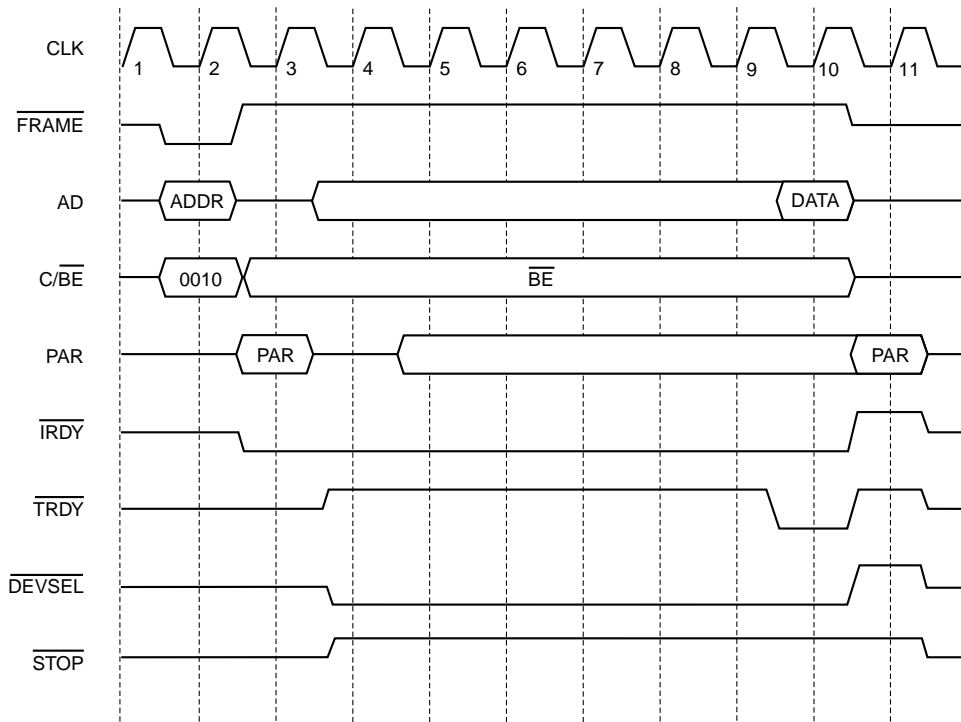 CLK
1 2 3 4 5 6 7 8 9 10 11
FRAME
AD
ADDR
DATA
C/BE
0010
BE
PAR
PAR
PAR
IRDY
TRDY
DEVSEL
STOP